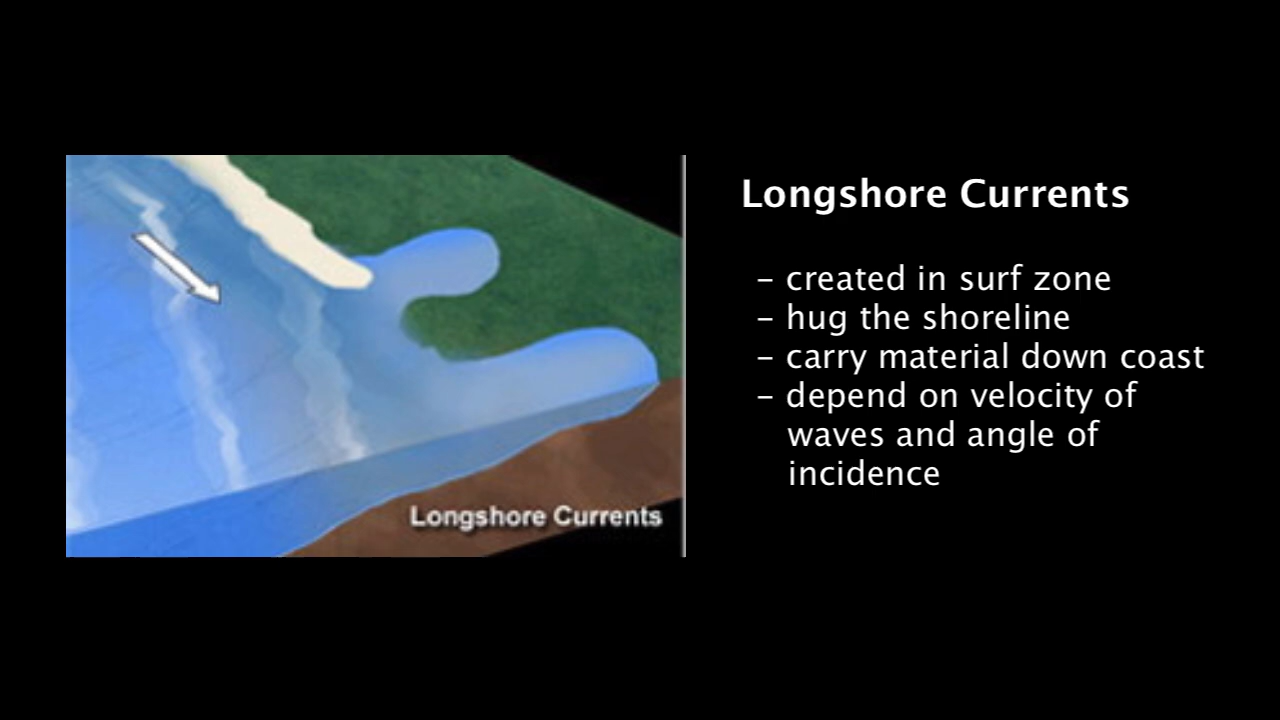 Longshore Currents
– created in surf zone
– hug the shoreline
– carry material down coast
– depend on velocity of
waves and angle of
incidence
Longshore Currents